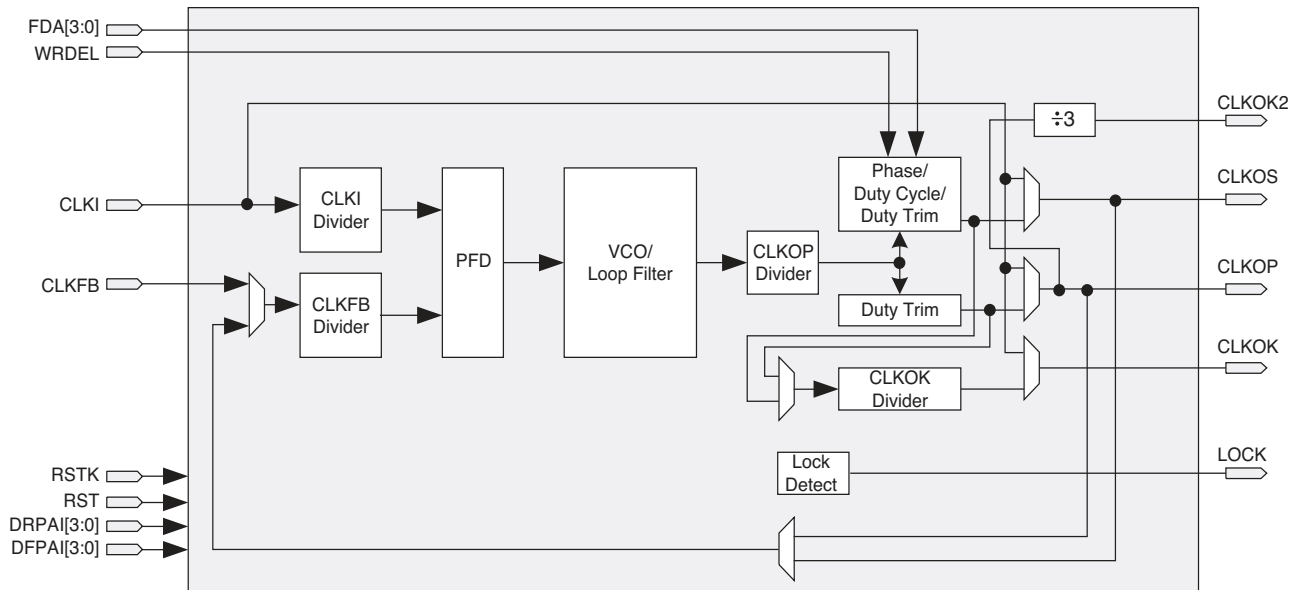 FDA[3:0]
WRDEL
CLKOK2
÷3
Phase/
Duty Cycle/
Duty Trim
CLKOS
CLKI
CLKI
Divider
PFD
VCO/
Loop Filter
CLKOP
Divider
CLKFB
CLKFB
Divider
Duty Trim
CLKOP
CLKOK
CLKOK
Divider
RSTK
RST
DRPAI[3:0]
DFPAI[3:0]
Lock
Detect
LOCK